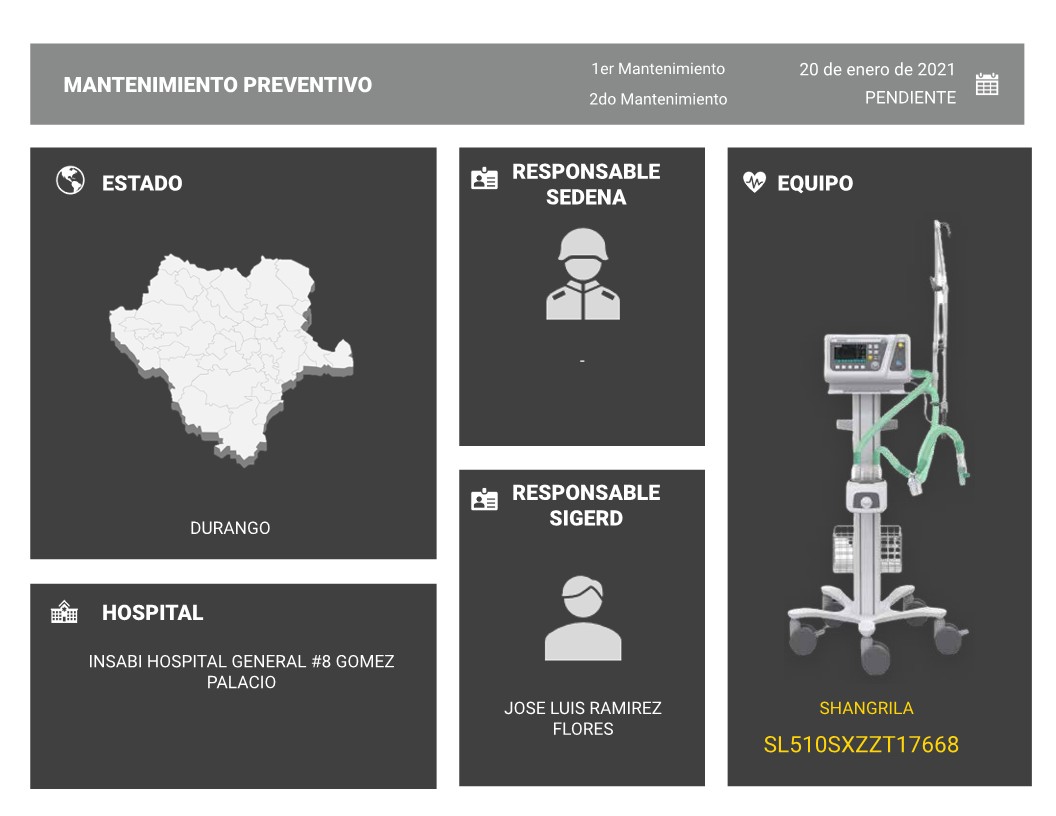 MANTENIMIENTO PREVENTIVO
1er Mantenimiento
20 de enero de 2021
2do Mantenimiento
PENDIENTE
ESTADO
DURANGO
HOSPITAL
INSABI HOSPITAL GENERAL #8 GOMEZ
PALACIO
RESPONSABLE
SEDENA
-
RESPONSABLE
SIGERD
JOSE LUIS RAMIREZ
FLORES
EQUIPO
SHANGRILA
SL510SXZZT17668